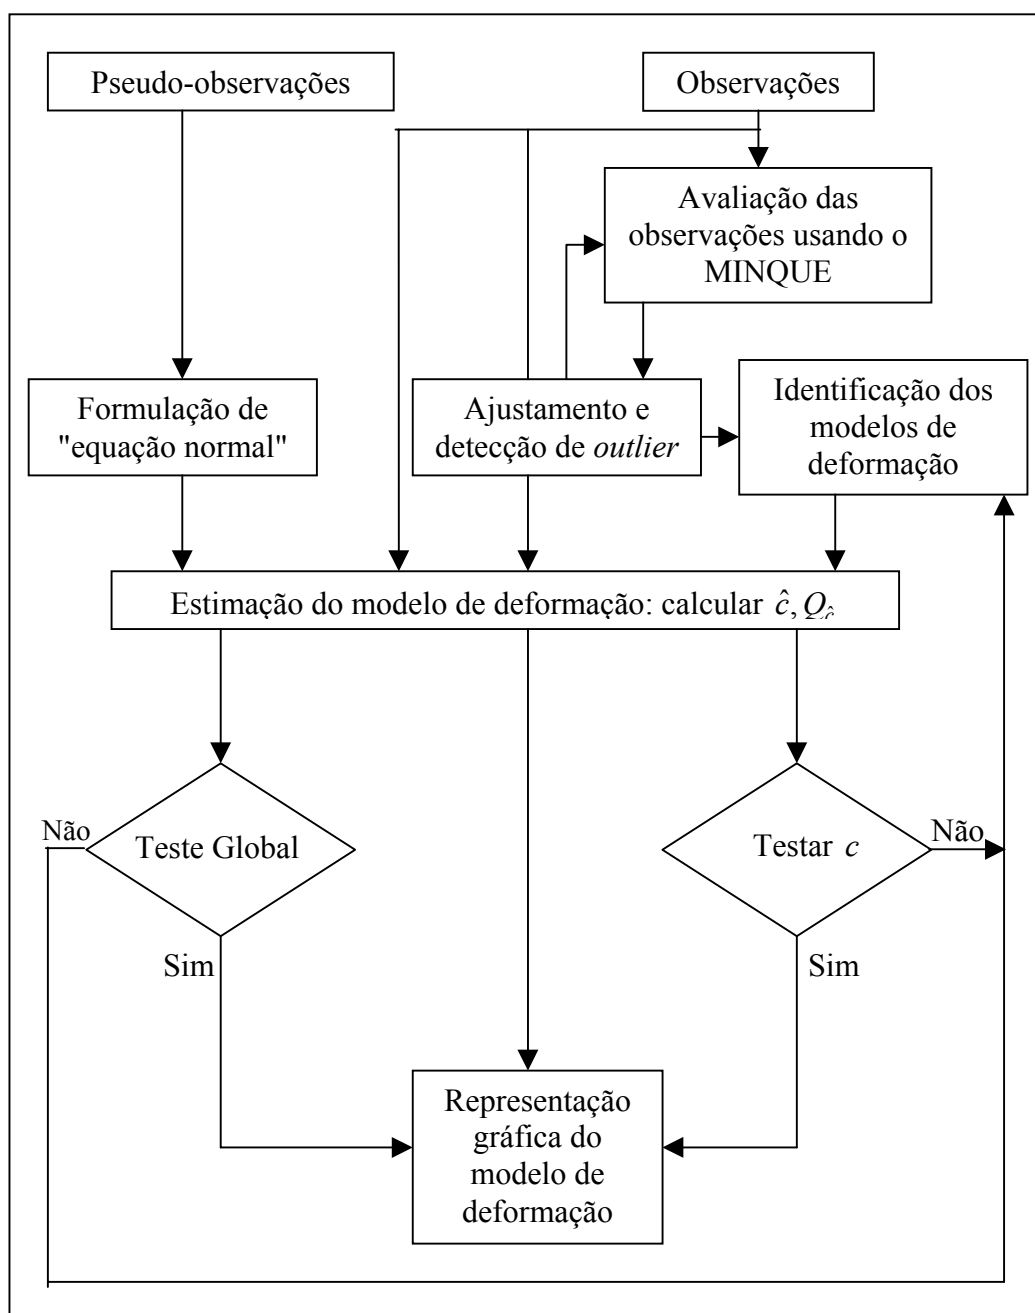 Pseudo-observações
Observações
Avaliação das
observações usando o
MINQUE
Formulação de
"equação normal"
Ajustamento e
detecção de outlier
Identificação dos
modelos de
deformação
Estimação do modelo de deformação: calcular ĉ, Q_ĉ
Não
Teste Global
Testar c
Não
Sim
Sim
Representação
gráfica do
modelo de
deformação